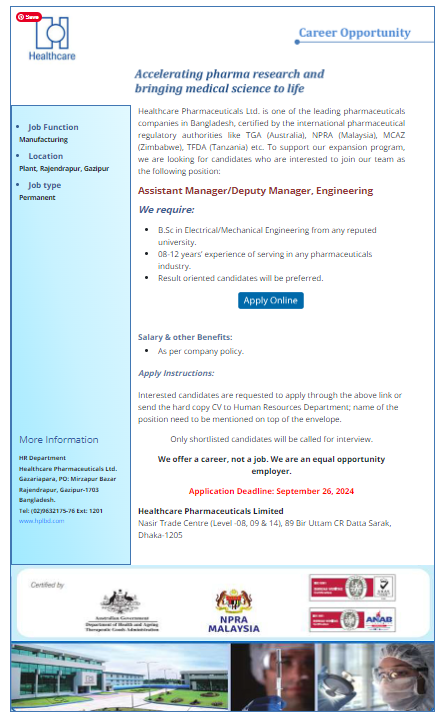 Save
Healthcare
Career Opportunity
Accelerating pharma research and
bringing medical science to life
Job Function
Manufacturing
Location
Plant, Rajendrapur, Gazipur
Job type
Permanent
Healthcare Pharmaceuticals Ltd. is one of the leading pharmaceuticals
companies in Bangladesh, certified by the international pharmaceutical
regulatory authorities like TGA (Australia), NPRA (Malaysia), MCAZ
(Zimbabwe), TFDA (Tanzania) etc. To support our expansion program,
we are looking for candidates who are interested to join our team as
the following position:
Assistant Manager/Deputy Manager, Engineering
We require:
B.Sc in Electrical/Mechanical Engineering from any reputed
university.
08-12 years' experience of serving in any pharmaceuticals
industry.
Result oriented candidates will be preferred.
Apply Online
Salary & other Benefits:
As per company policy.
Apply Instructions:
Interested candidates are requested to apply through the above link or
send the hard copy CV to Human Resources Department; name of the
position need to be mentioned on top of the envelope.
Only shortlisted candidates will be called for interview.
We offer a career, not a job. We are an equal opportunity
employer.
Application Deadline: September 26, 2024
Healthcare Pharmaceuticals Limited
Nasir Trade Centre (Level -08, 09 & 14), 89 Bir Uttam CR Datta Sarak,
Dhaka-1205
More Information
HR Department
Healthcare Pharmaceuticals Ltd.
Gazariapara, PO: Mirzapur Bazar
Rajendrapur, Gazipur-1703
Bangladesh.
Tel: (02)9632175-76 Ext: 1201
www.hplbd.com
Certified by
Australian Government
Department of Health and Ageing
Therapeutic Goods Administration
NPRA
MALAYSIA
ANAB